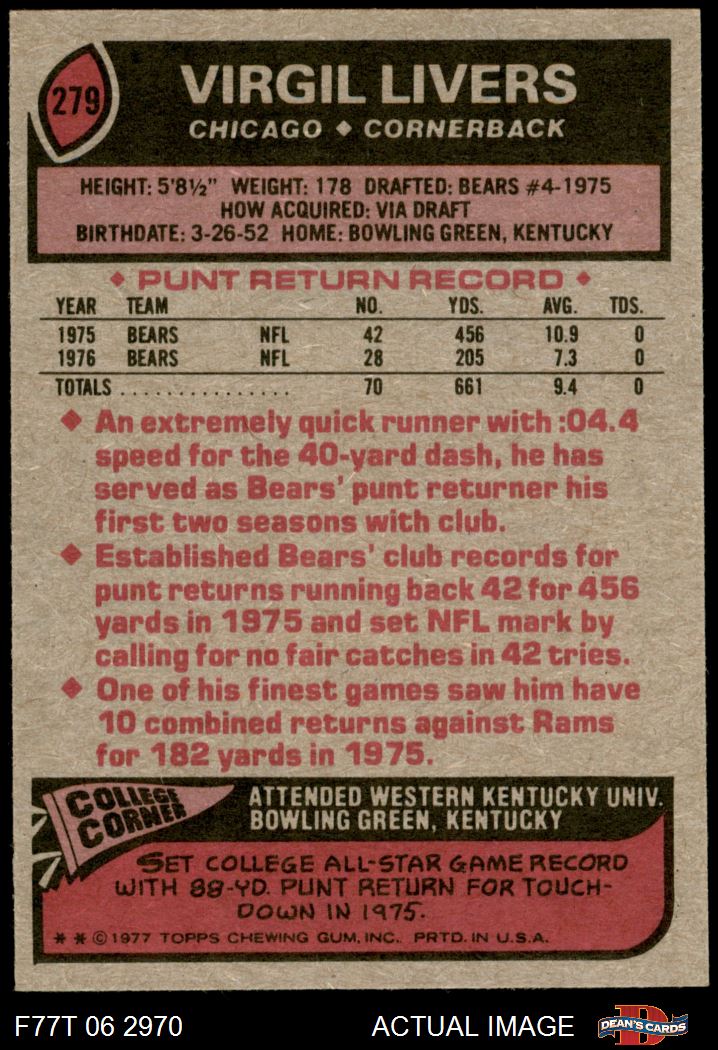 279
VIRGIL LIVERS
CHICAGO ♦ CORNERBACK
HEIGHT: 5'8½" WEIGHT: 178 DRAFTED: BEARS #4-1975
HOW ACQUIRED: VIA DRAFT
BIRTHDATE: 3-26-52 HOME: BOWLING GREEN, KENTUCKY
♦ PUNT RETURN RECORD ♦
YEAR TEAM NO. YDS. AVG. TDS.
1975 BEARS NFL 42 456 10.9 0
1976 BEARS NFL 28 205 7.3 0
TOTALS ................ 70 661 9.4 0
♦ An extremely quick runner with :04.4
speed for the 40-yard dash, he has
served as Bears' punt returner his
first two seasons with club.
♦ Established Bears' club records for
punt returns running back 42 for 456
yards in 1975 and set NFL mark by
calling for no fair catches in 42 tries.
♦ One of his finest games saw him have
10 combined returns against Rams
for 182 yards in 1975.
COLLEGE
CORNER
ATTENDED WESTERN KENTUCKY UNIV.
BOWLING GREEN, KENTUCKY
SET COLLEGE ALL-STAR GAME RECORD
WITH 88-YD. PUNT RETURN FOR TOUCH-
DOWN IN 1975.
* * © 1977 TOPPS CHEWING GUM, INC. PRTD. IN U.S.A.
F77T 06 2970 ACTUAL IMAGE
D
DEAN'S CARDS